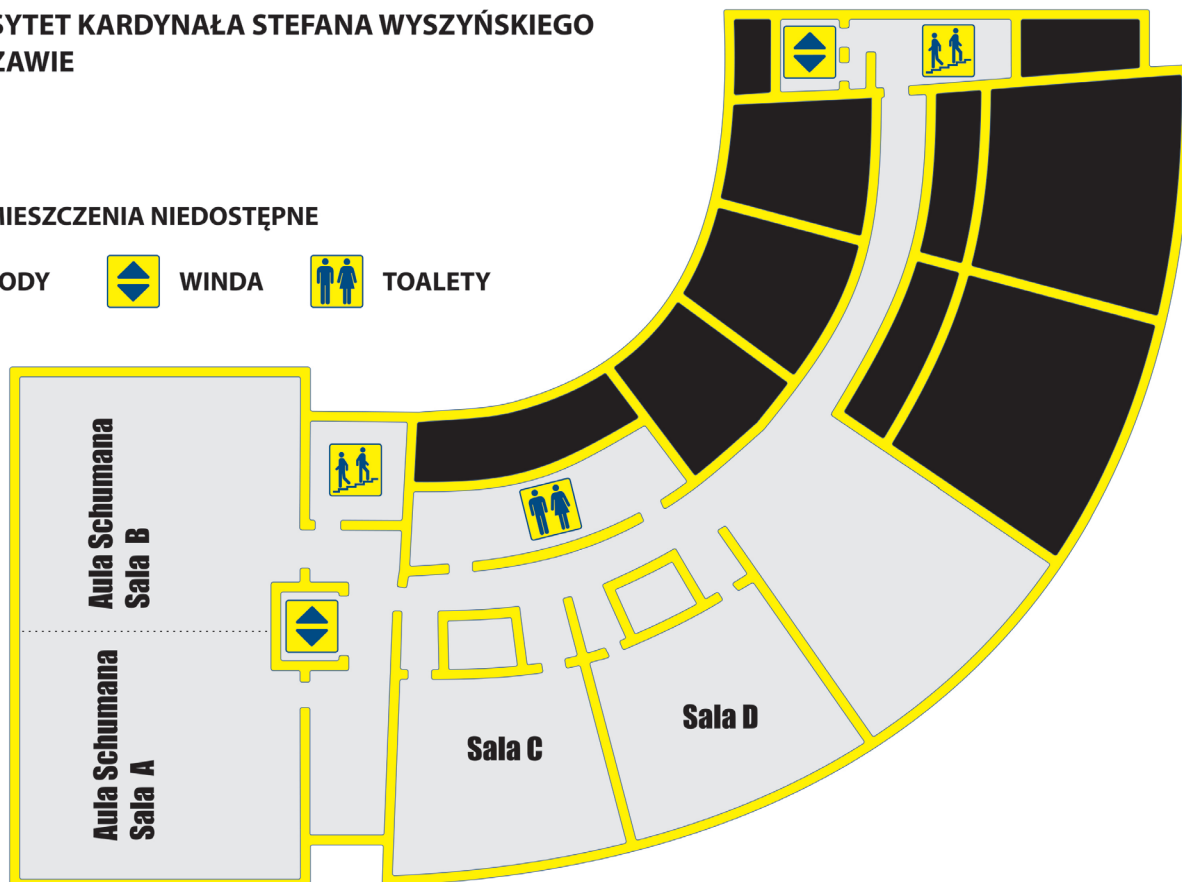 SYTET KARDYNAŁA STEFANA WYSZYŃSKIEGO
ZAWIE
MIESZCZENIA NIEDOSTĘPNE
ODY
WINDA
TOALETY
Aula Schumana
Sala B
Aula Schumana
Sala A
Sala C
Sala D